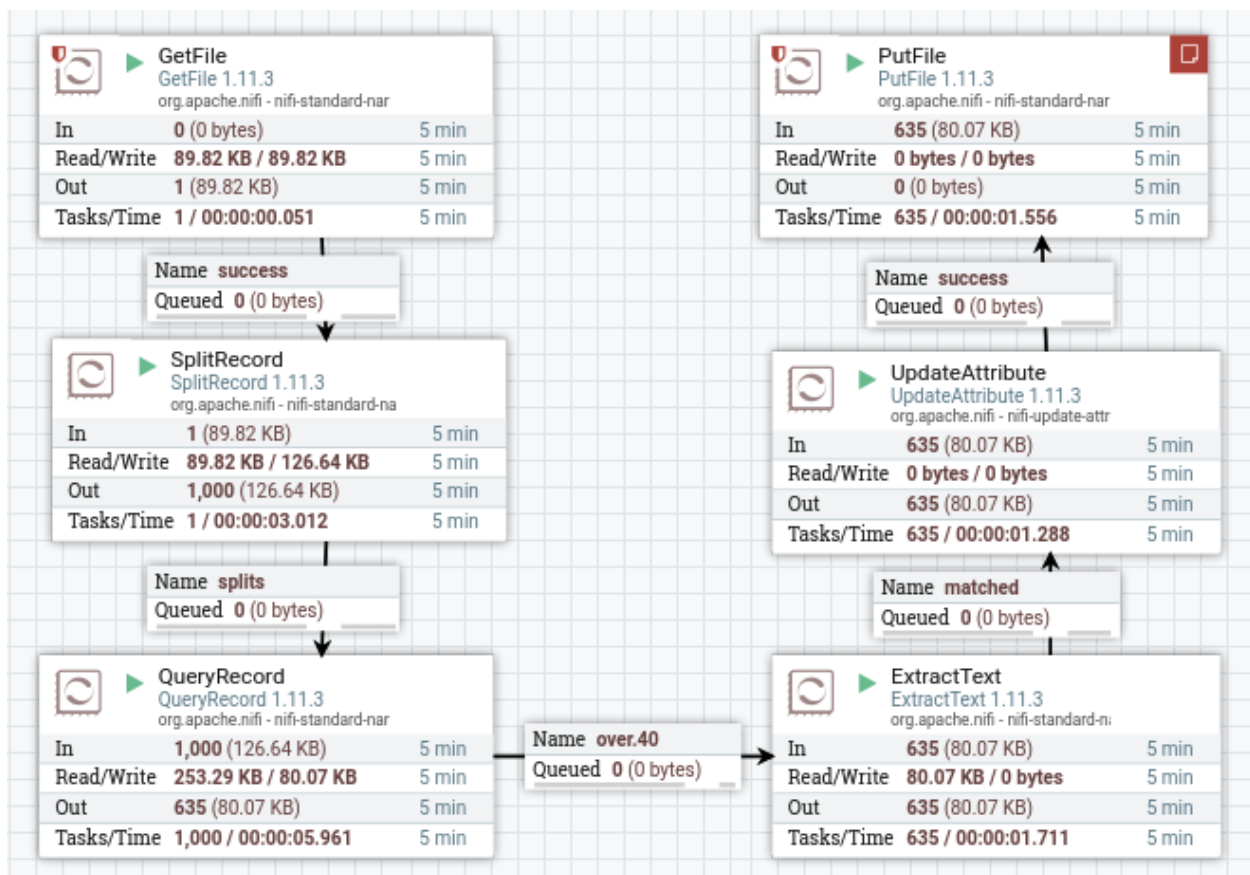 GetFile
GetFile 1.11.3
org.apache.nifi - nifi-standard-nar
In 0 (0 bytes) 5 min
Read/Write 89.82 KB / 89.82 KB 5 min
Out 1 (89.82 KB) 5 min
Tasks/Time 1 / 00:00:00.051 5 min
Name success
Queued 0 (0 bytes)
SplitRecord
SplitRecord 1.11.3
org.apache.nifi - nifi-standard-na
In 1 (89.82 KB) 5 min
Read/Write 89.82 KB / 126.64 KB 5 min
Out 1,000 (126.64 KB) 5 min
Tasks/Time 1 / 00:00:03.012 5 min
Name splits
Queued 0 (0 bytes)
QueryRecord
QueryRecord 1.11.3
org.apache.nifi - nifi-standard-nar
In 1,000 (126.64 KB) 5 min
Read/Write 253.29 KB / 80.07 KB 5 min
Out 635 (80.07 KB) 5 min
Tasks/Time 1,000 / 00:00:05.961 5 min
Name over.40
Queued 0 (0 bytes)
ExtractText
ExtractText 1.11.3
org.apache.nifi - nifi-standard-na
In 635 (80.07 KB) 5 min
Read/Write 80.07 KB / 0 bytes 5 min
Out 635 (80.07 KB) 5 min
Tasks/Time 635 / 00:00:01.711 5 min
Name matched
Queued 0 (0 bytes)
UpdateAttribute
UpdateAttribute 1.11.3
org.apache.nifi - nifi-update-attr
In 635 (80.07 KB) 5 min
Read/Write 0 bytes / 0 bytes 5 min
Out 635 (80.07 KB) 5 min
Tasks/Time 635 / 00:00:01.288 5 min
Name success
Queued 0 (0 bytes)
PutFile
PutFile 1.11.3
org.apache.nifi - nifi-standard-nar
In 635 (80.07 KB) 5 min
Read/Write 0 bytes / 0 bytes 5 min
Out 0 (0 bytes) 5 min
Tasks/Time 635 / 00:00:01.556 5 min